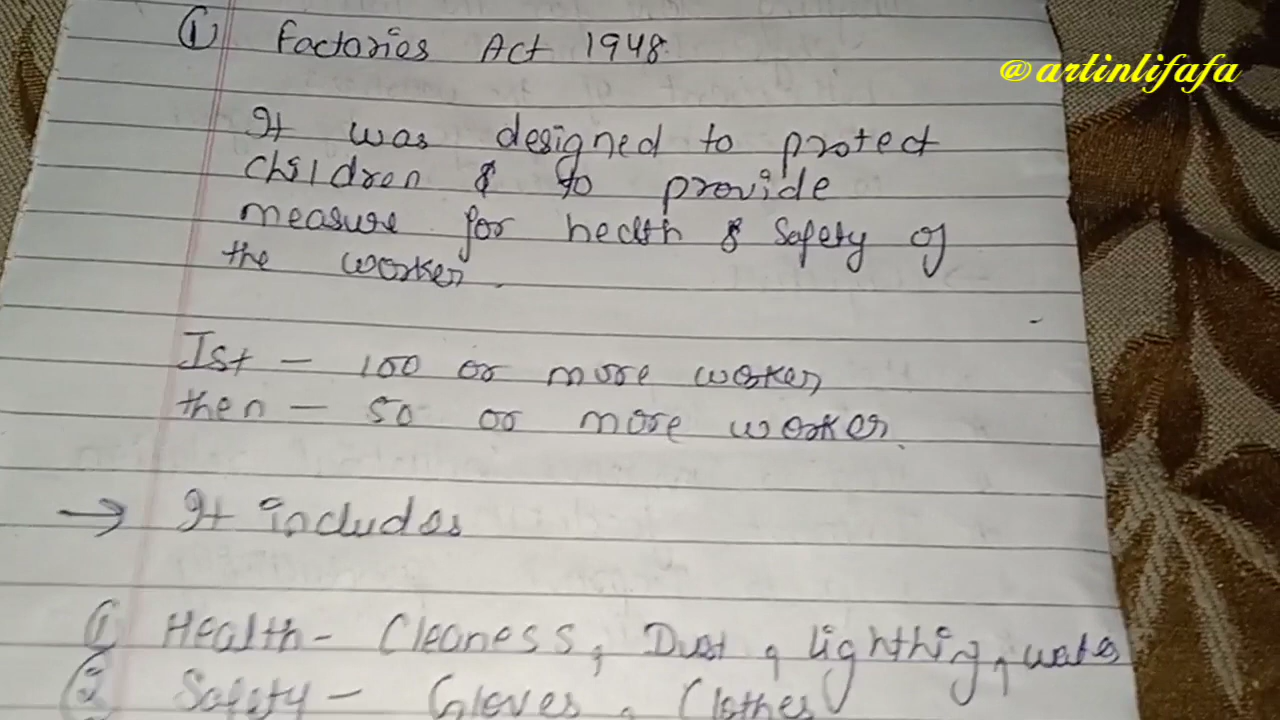 ① Factories Act 1948
@artinlifafa
It was designed to protect
children & to provide
measure for health & safety of
the worker.
Ist - 100 or more worker
then - 50 or more worker.
→ It includes
① Health - Cleaness, Dust, lighthing, water
② Safety - Gloves, Clothes